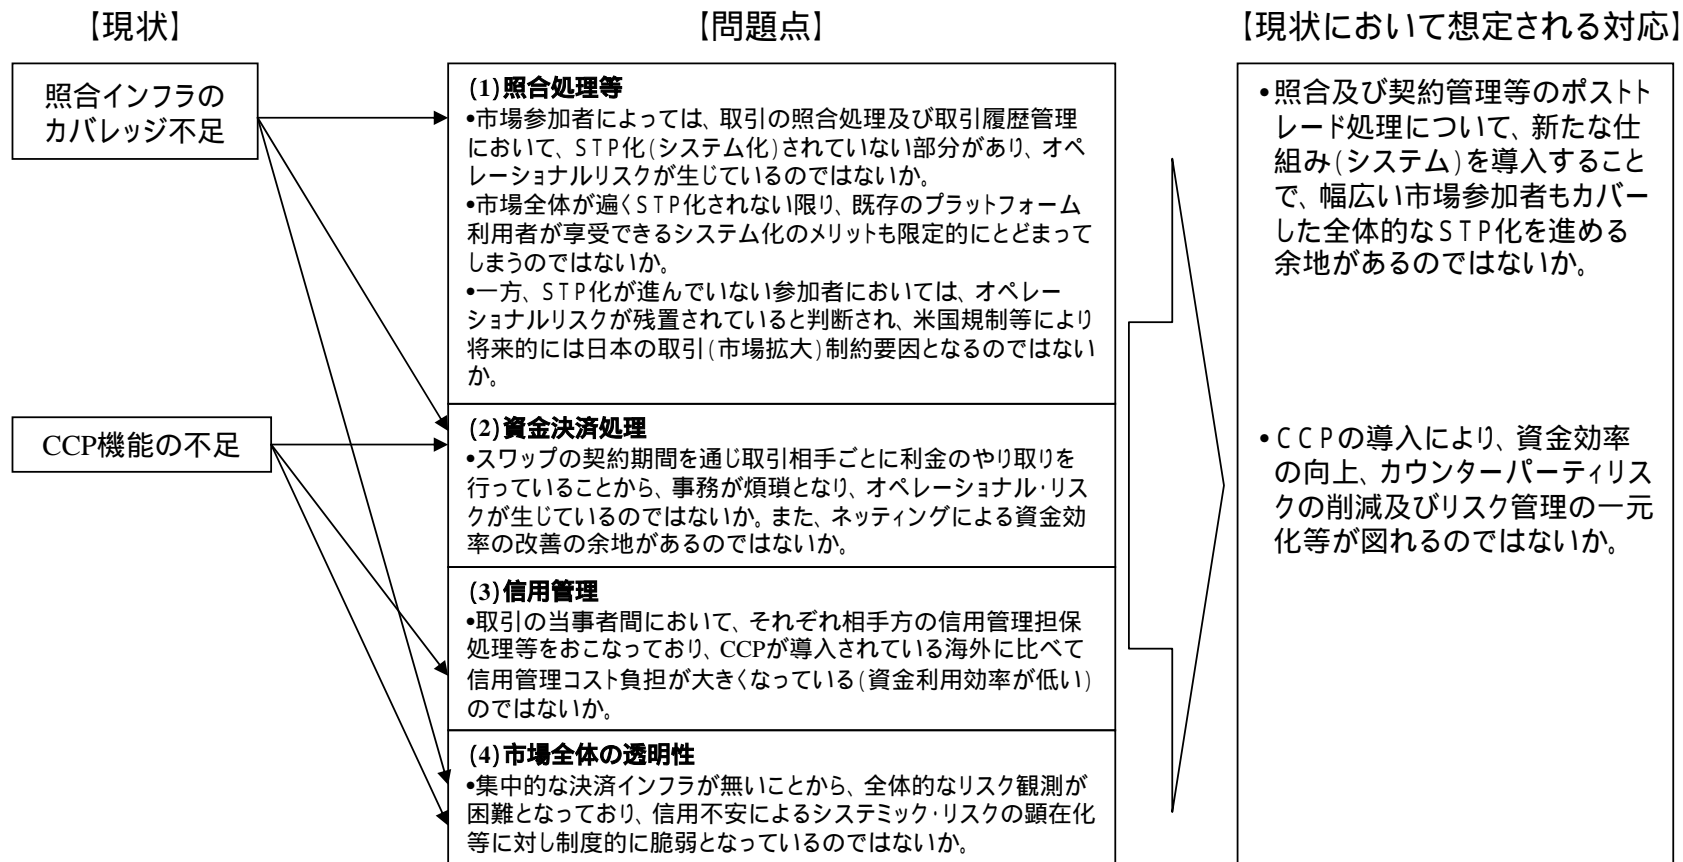 【現状】
【問題点】
【現状において想定される対応】
照合インフラの
カバレッジ不足
CCP機能の不足
(1)照合処理等
•市場参加者によっては、取引の照合処理及び取引履歴管理
において、STP化(システム化)されていない部分があり、オペ
レーショナルリスクが生じているのではないか。
•市場全体が遍くSTP化されない限り、既存のプラットフォーム
利用者が享受できるシステム化のメリットも限定的にとどまって
しまうのではないか。
•一方、STP化が進んでいない参加者においては、オペレー
ショナルリスクが残置されていると判断され、米国規制等により
将来的には日本の取引(市場拡大)制約要因となるのではない
か。
(2)資金決済処理
•スワップの契約期間を通じ取引相手ごとに利金のやり取りを
行っていることから、事務が煩瑣となり、オペレーショナル・リス
クが生じているのではないか。また、ネッティングによる資金効
率の改善の余地があるのではないか。
(3)信用管理
•取引の当事者間において、それぞれ相手方の信用管理担保
処理等をおこなっており、CCPが導入されている海外に比べて
信用管理コスト負担が大きくなっている(資金利用効率が低い)
のではないか。
(4)市場全体の透明性
•集中的な決済インフラが無いことから、全体的なリスク観測が
困難となっており、信用不安によるシステミック・リスクの顕在化
等に対し制度的に脆弱となっているのではないか。
•照合及び契約管理等のポストト
レード処理について、新たな仕
組み(システム)を導入すること
で、幅広い市場参加者もカバー
した全体的なSTP化を進める
余地があるのではないか。
•CCPの導入により、資金効率
の向上、カウンターパーティリス
クの削減及びリスク管理の一元
化等が図れるのではないか。